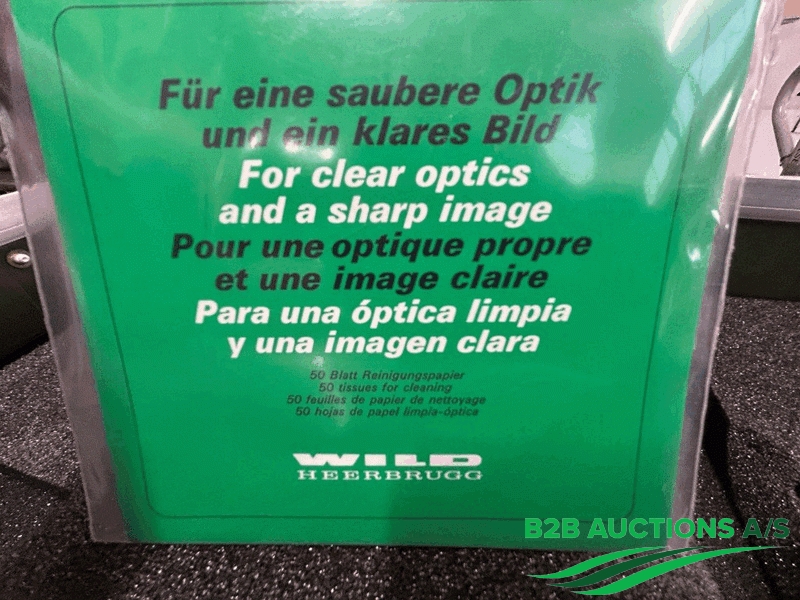 Für eine saubere Optik
und ein klares Bild
For clear optics
and a sharp image
Pour une optique propre
et une image claire
Para una óptica limpia
y una imagen clara
50 Blatt Reinigungspapier
50 tissues for cleaning
50 feuilles de papier de nettoyage
50 hojas de papel limpia-óptica
WILD
HEERBRUGG
B2B AUCTIONS A/S